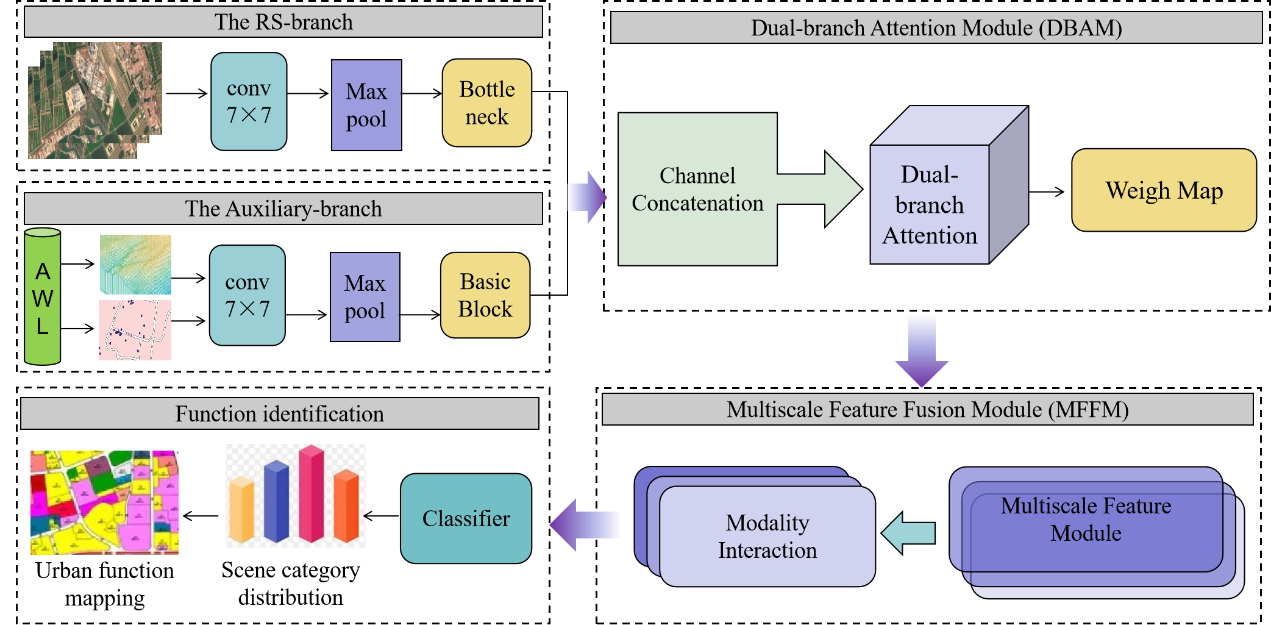 The RS-branch
conv
7×7
Max
pool
Bottle
neck
The Auxiliary-branch
A
W
L
conv
7×7
Max
pool
Basic
Block
Dual-branch Attention Module (DBAM)
Channel
Concatenation
Dual-
branch
Attention
Weigh Map
Multiscale Feature Fusion Module (MFFM)
Multiscale Feature
Module
Modality
Interaction
Function identification
Classifier
Scene category
distribution
Urban function
mapping